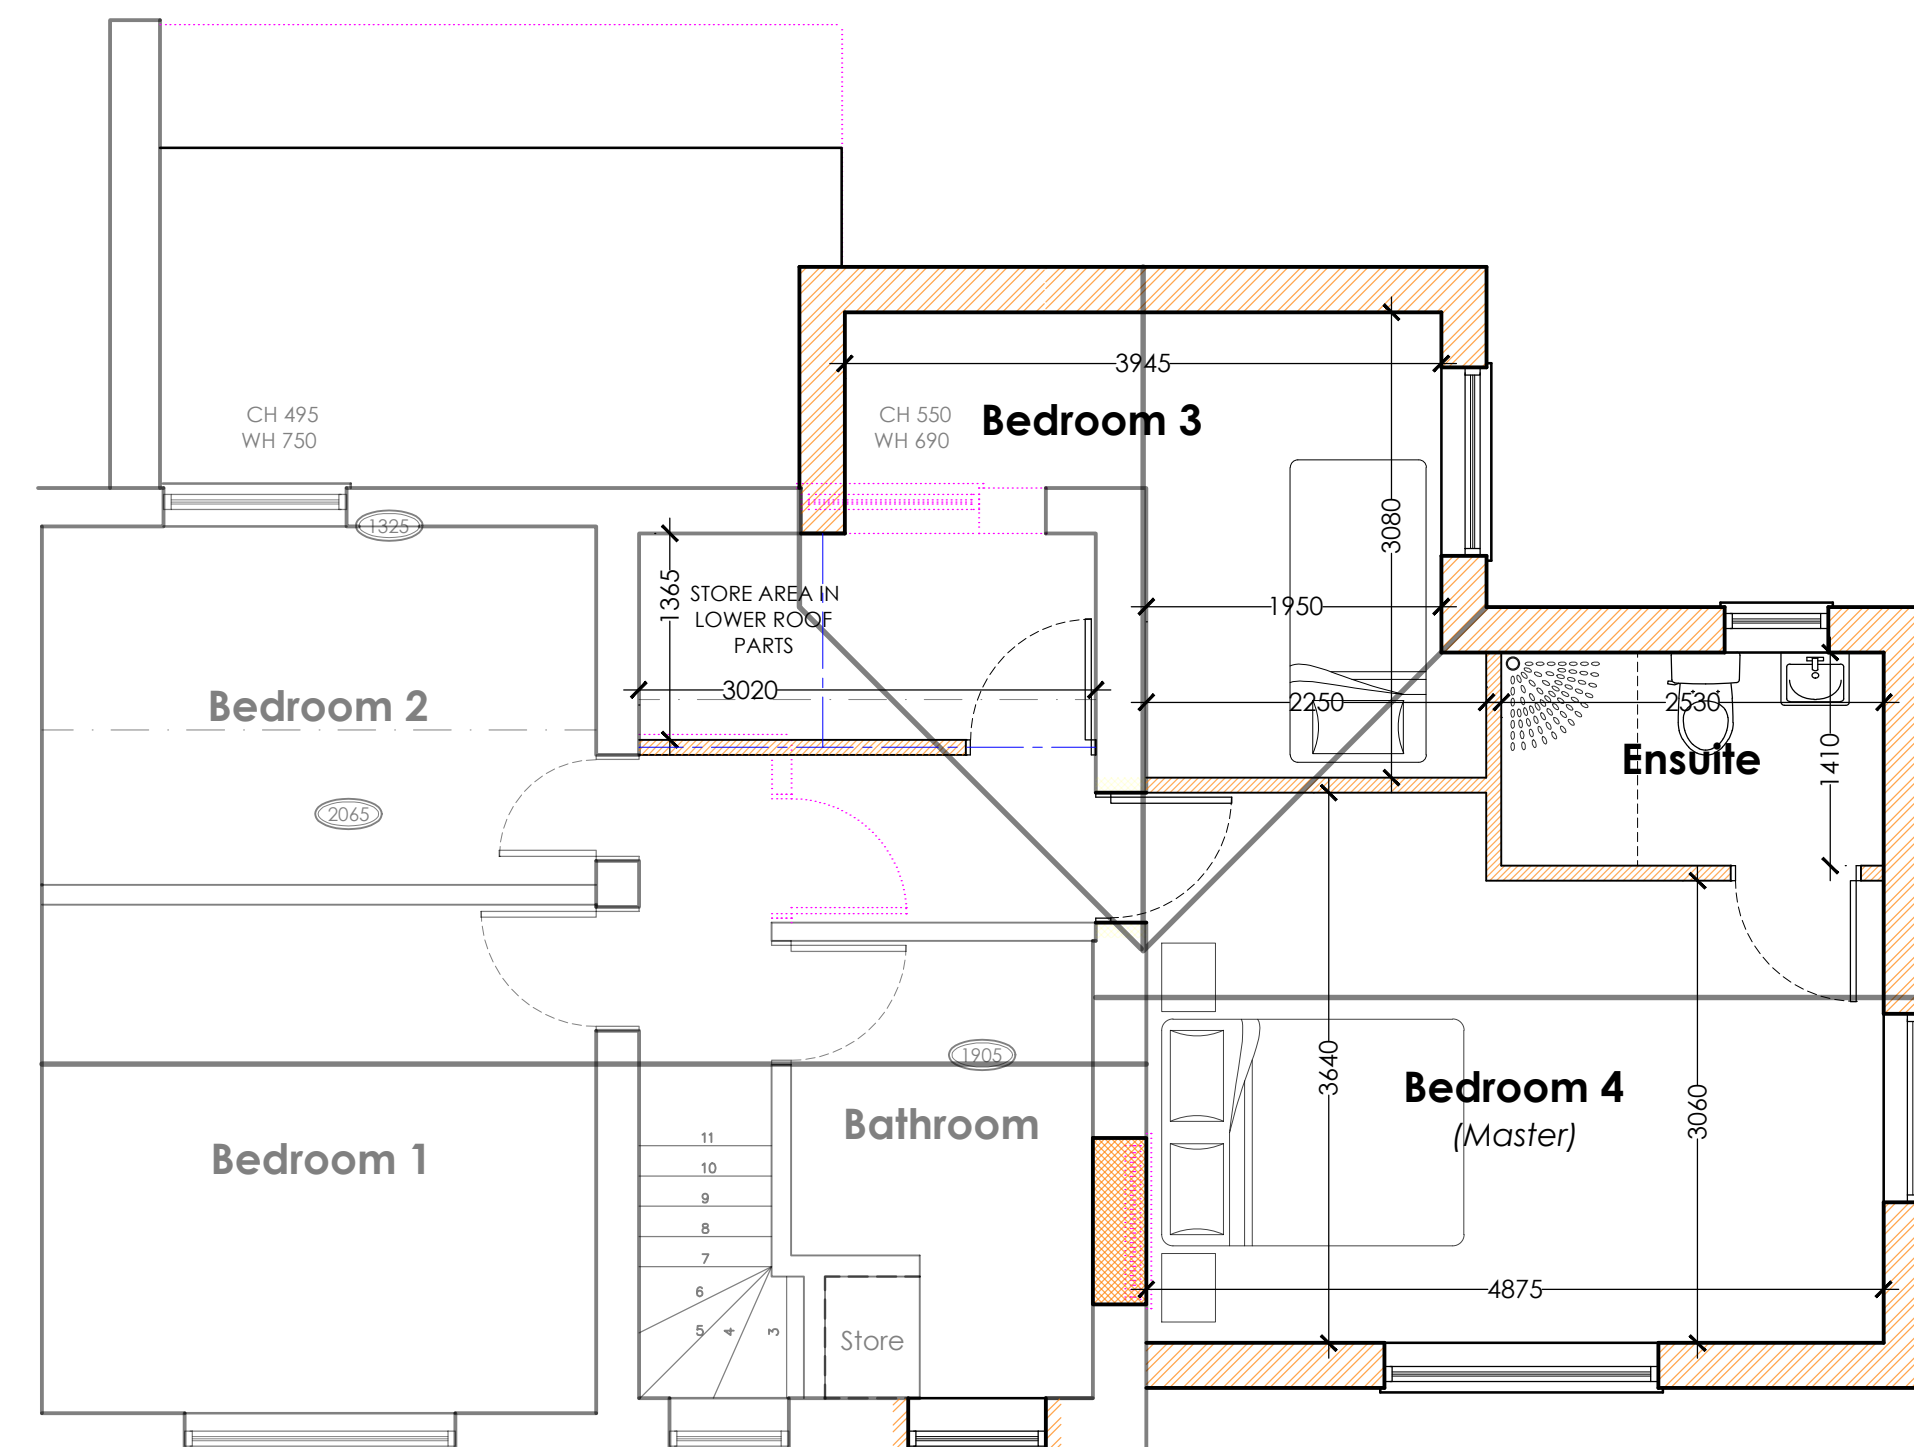 3945
CH 495
WH 750
CH 550
WH 690
Bedroom 3
1325
3080
1365
STORE AREA IN
LOWER ROOF
PARTS
1950
3020
Bedroom 2
2250
2530
Ensuite
1410
2065
1905
3640
Bedroom 4
(Master)
3060
Bathroom
Bedroom 1
11
10
9
8
7
6
5
4
3
Store
4875